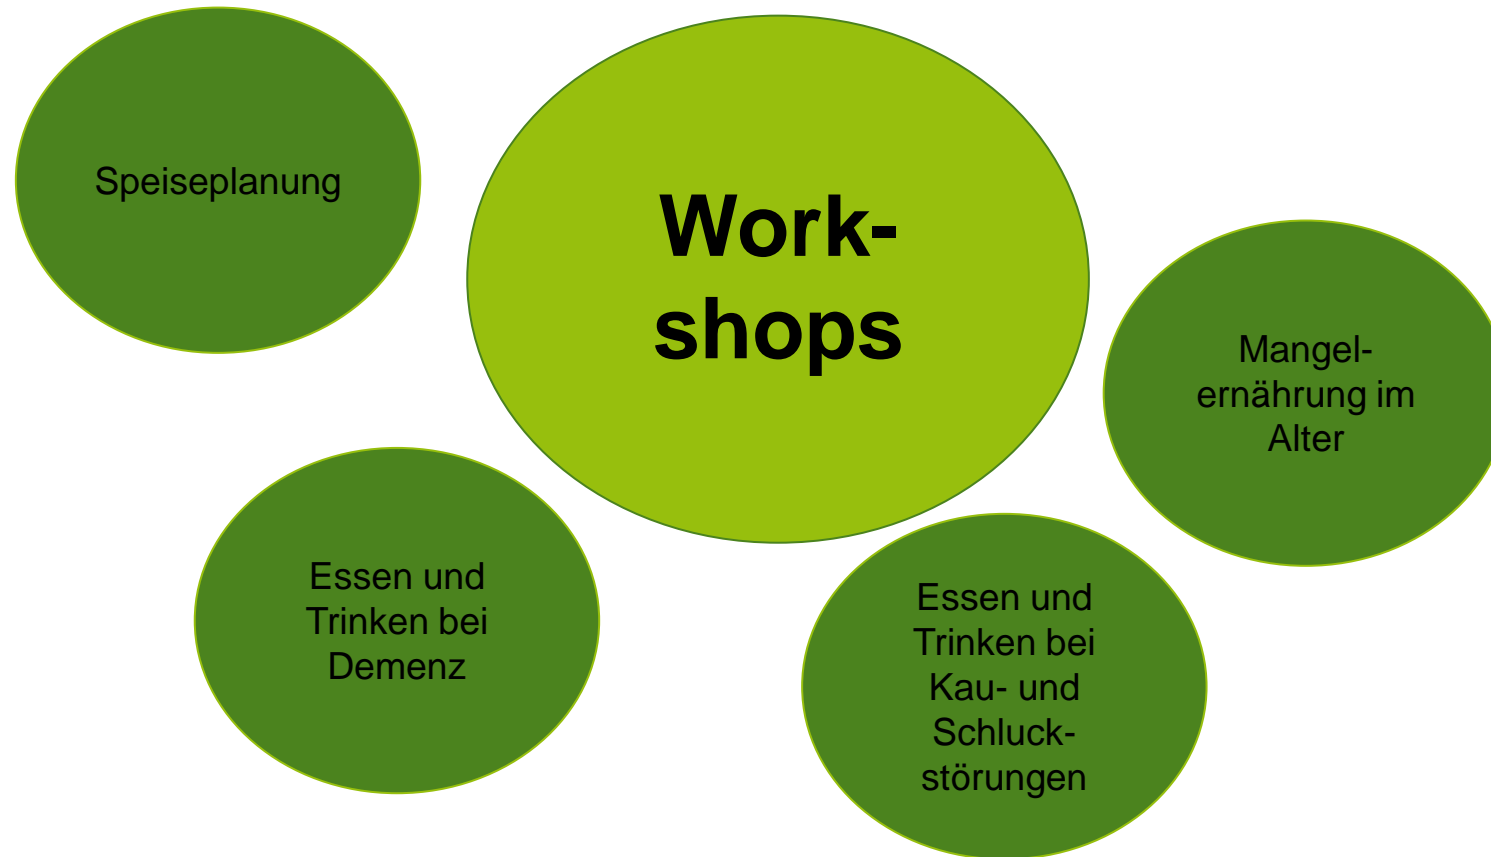 Speiseplanung
Work-
shops
Mangel-
ernährung im
Alter
Essen und
Trinken bei
Demenz
Essen und
Trinken bei
Kau- und
Schluck-
störungen